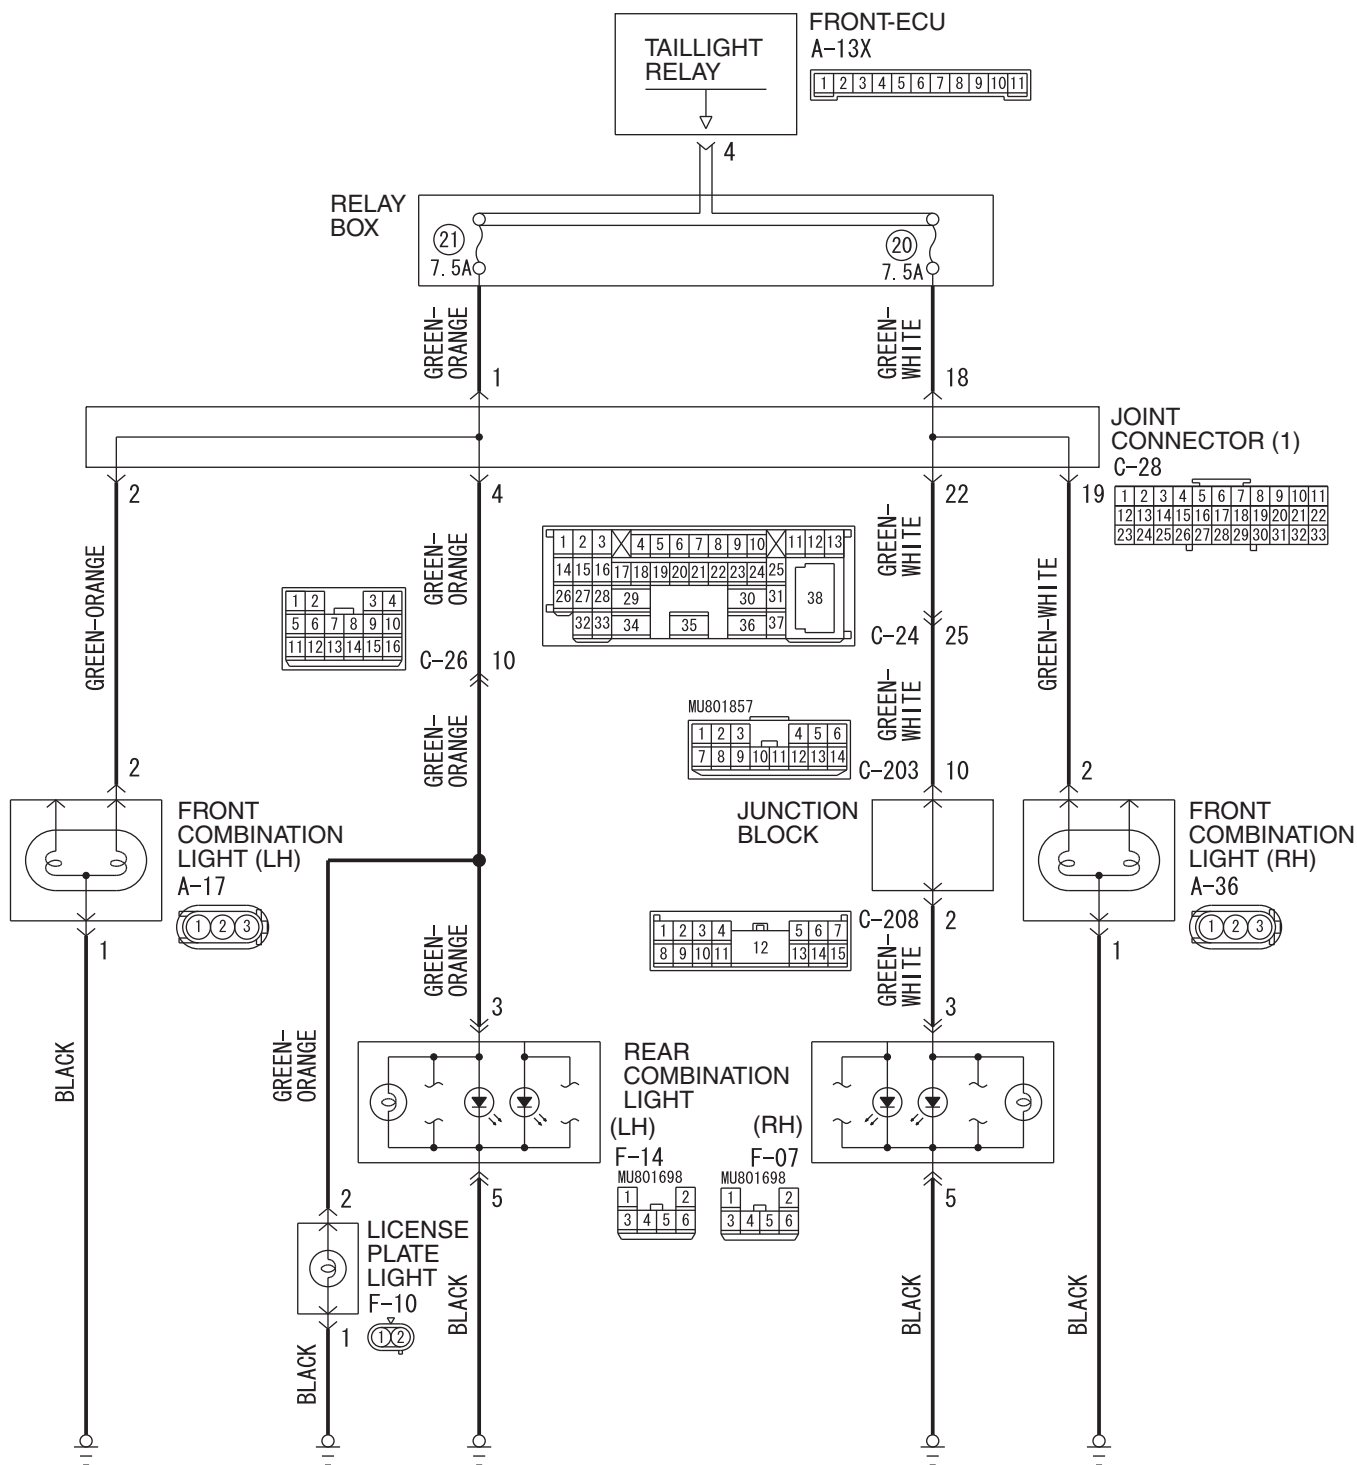 FRONT-ECU
TAILLIGHT
RELAY
A-13X
1 2 3 4 5 6 7 8 9 10 11
4
RELAY
BOX
21
7.5A
20
7.5A
GREEN-
ORANGE
GREEN-
WHITE
1
18
JOINT
CONNECTOR (1)
C-28
2
4
22
19
1 2 3 4 5 6 7 8 9 10 11
12 13 14 15 16 17 18 19 20 21 22
23 24 25 26 27 28 29 30 31 32 33
GREEN-ORANGE
GREEN-
ORANGE
GREEN-
WHITE
GREEN-WHITE
1 2 3 4 5 6 7 8 9 10 11 12 13
14 15 16 17 18 19 20 21 22 23 24 25
26 27 28 29 30 31 38
32 33 34 35 36 37
1 2 3 4
5 6 7 8 9 10
11 12 13 14 15 16
C-26 10
C-24 25
GREEN-
ORANGE
GREEN-
WHITE
MU801857
1 2 3 4 5 6
7 8 9 10 11 12 13 14
C-203 10
2
2
FRONT
COMBINATION
LIGHT (LH)
A-17
1 2 3
1
JUNCTION
BLOCK
FRONT
COMBINATION
LIGHT (RH)
A-36
1 2 3
1
C-208 2
1 2 3 4 5 6 7
8 9 10 11 12 13 14 15
GREEN-
ORANGE
GREEN-
WHITE
3
3
BLACK
GREEN-
ORANGE
REAR
COMBINATION
LIGHT
(LH)
F-14
MU801698
1 2
3 4 5 6
(RH)
F-07
MU801698
1 2
3 4 5 6
5
5
2
LICENSE
PLATE
LIGHT
F-10
1 2
1
BLACK
BLACK
BLACK
BLACK